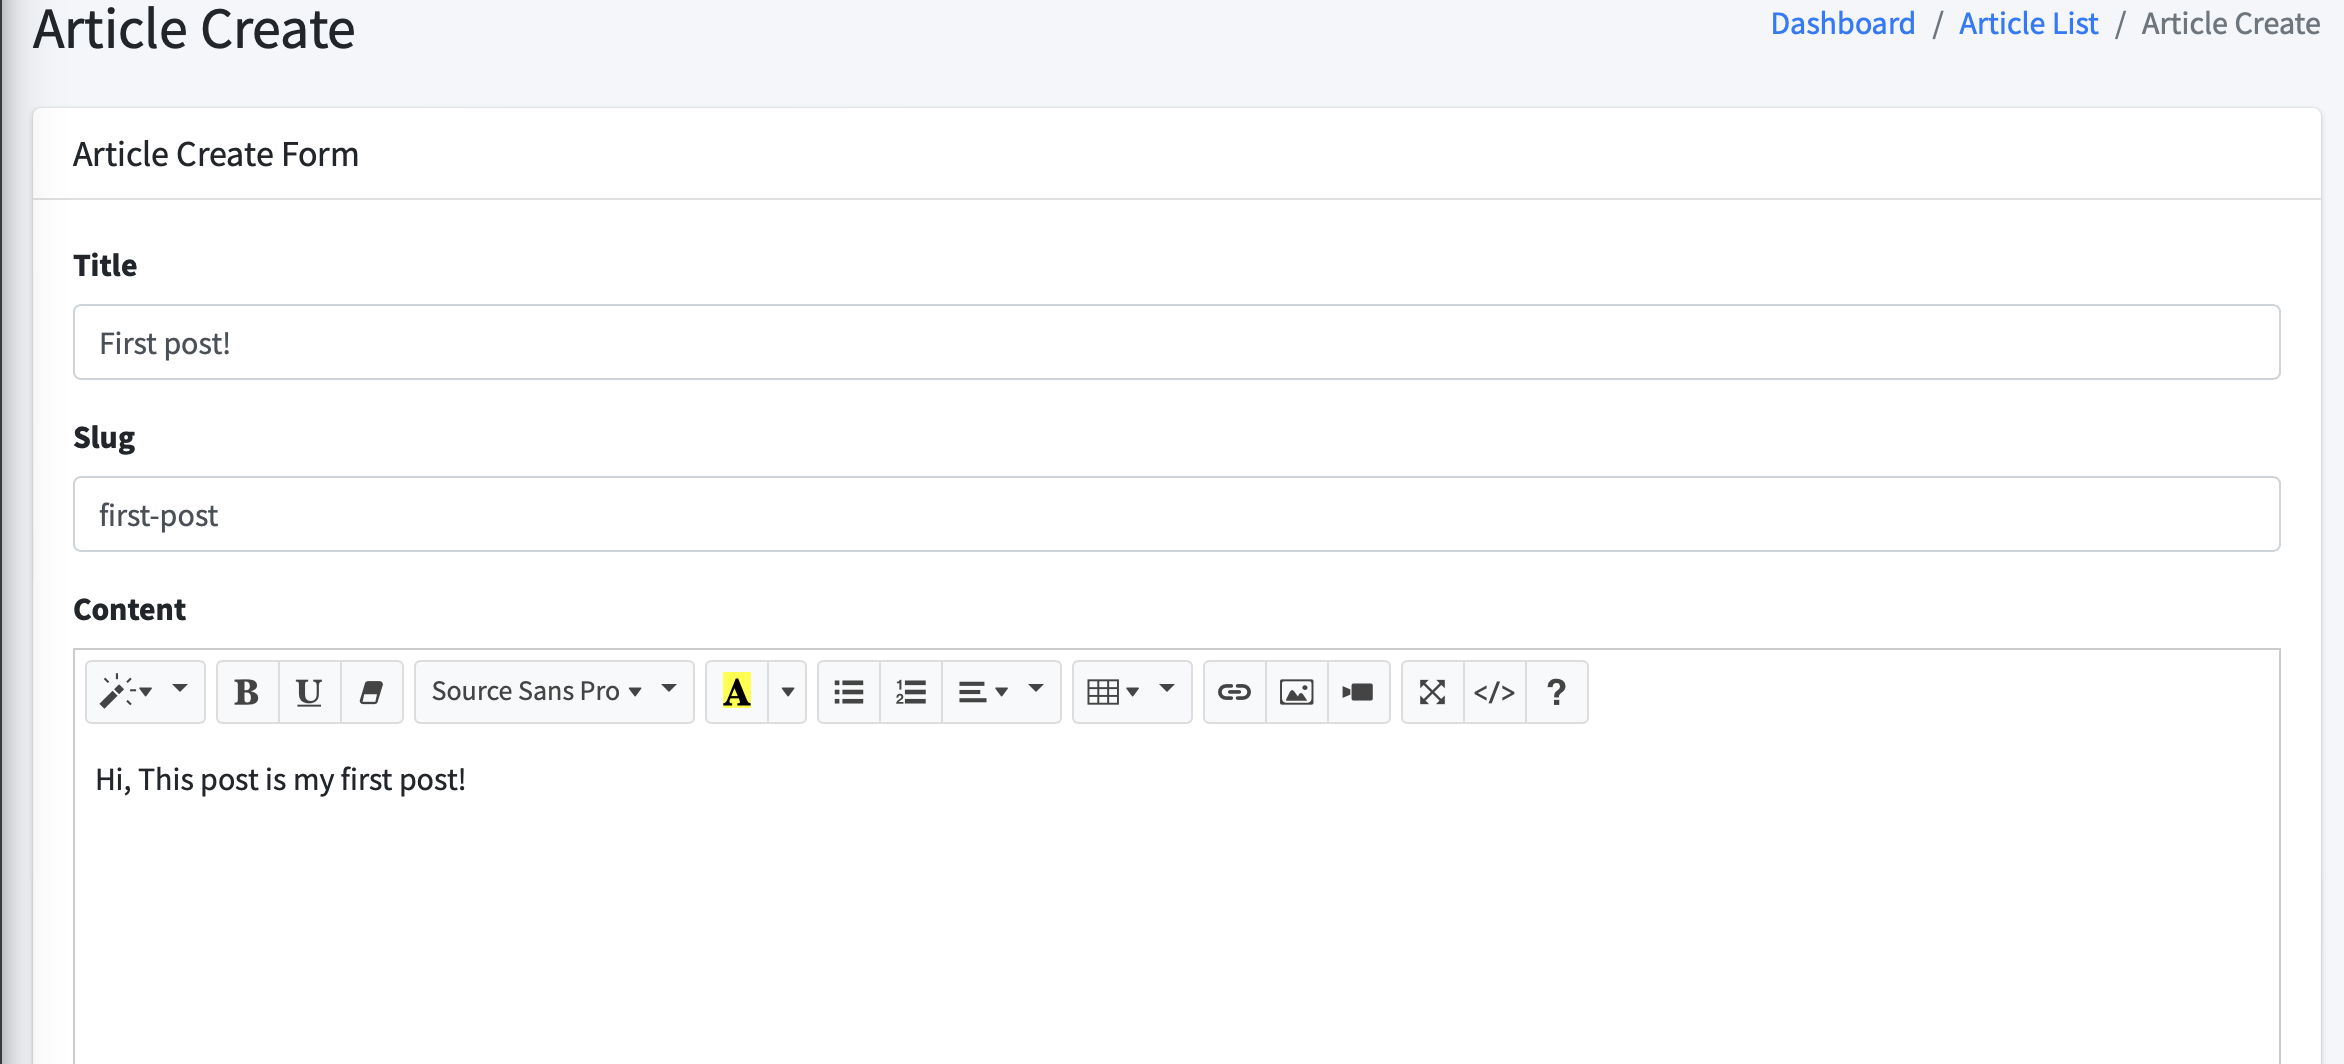 Article Create
Dashboard / Article List / Article Create
Article Create Form
Title
First post!
Slug
first-post
Content
B U Source Sans Pro A </> ?
Hi, This post is my first post!